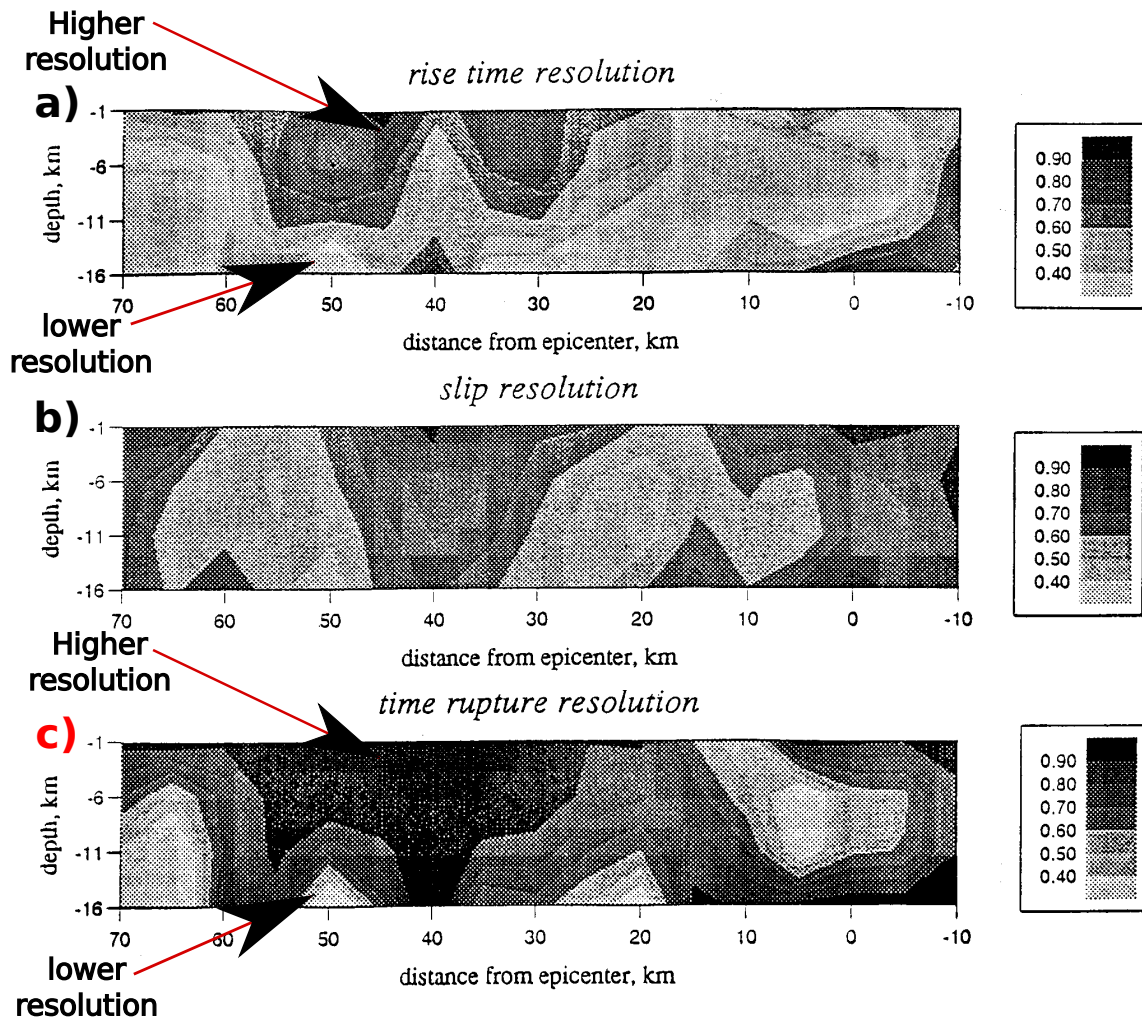 Higher
resolution
rise time resolution
a)
-1
-6
-11
-16
depth, km
70 60 50 40 30 20 10 0 -10
distance from epicenter, km
0.90
0.80
0.70
0.60
0.50
0.40
lower
resolution
slip resolution
b)
-1
-6
-11
-16
depth, km
70 60 50 40 30 20 10 0 -10
distance from epicenter, km
0.90
0.80
0.70
0.60
0.50
0.40
Higher
resolution
time rupture resolution
c)
-1
-6
-11
-16
depth, km
70 60 50 40 30 20 10 0 -10
distance from epicenter, km
0.90
0.80
0.70
0.60
0.50
0.40
lower
resolution